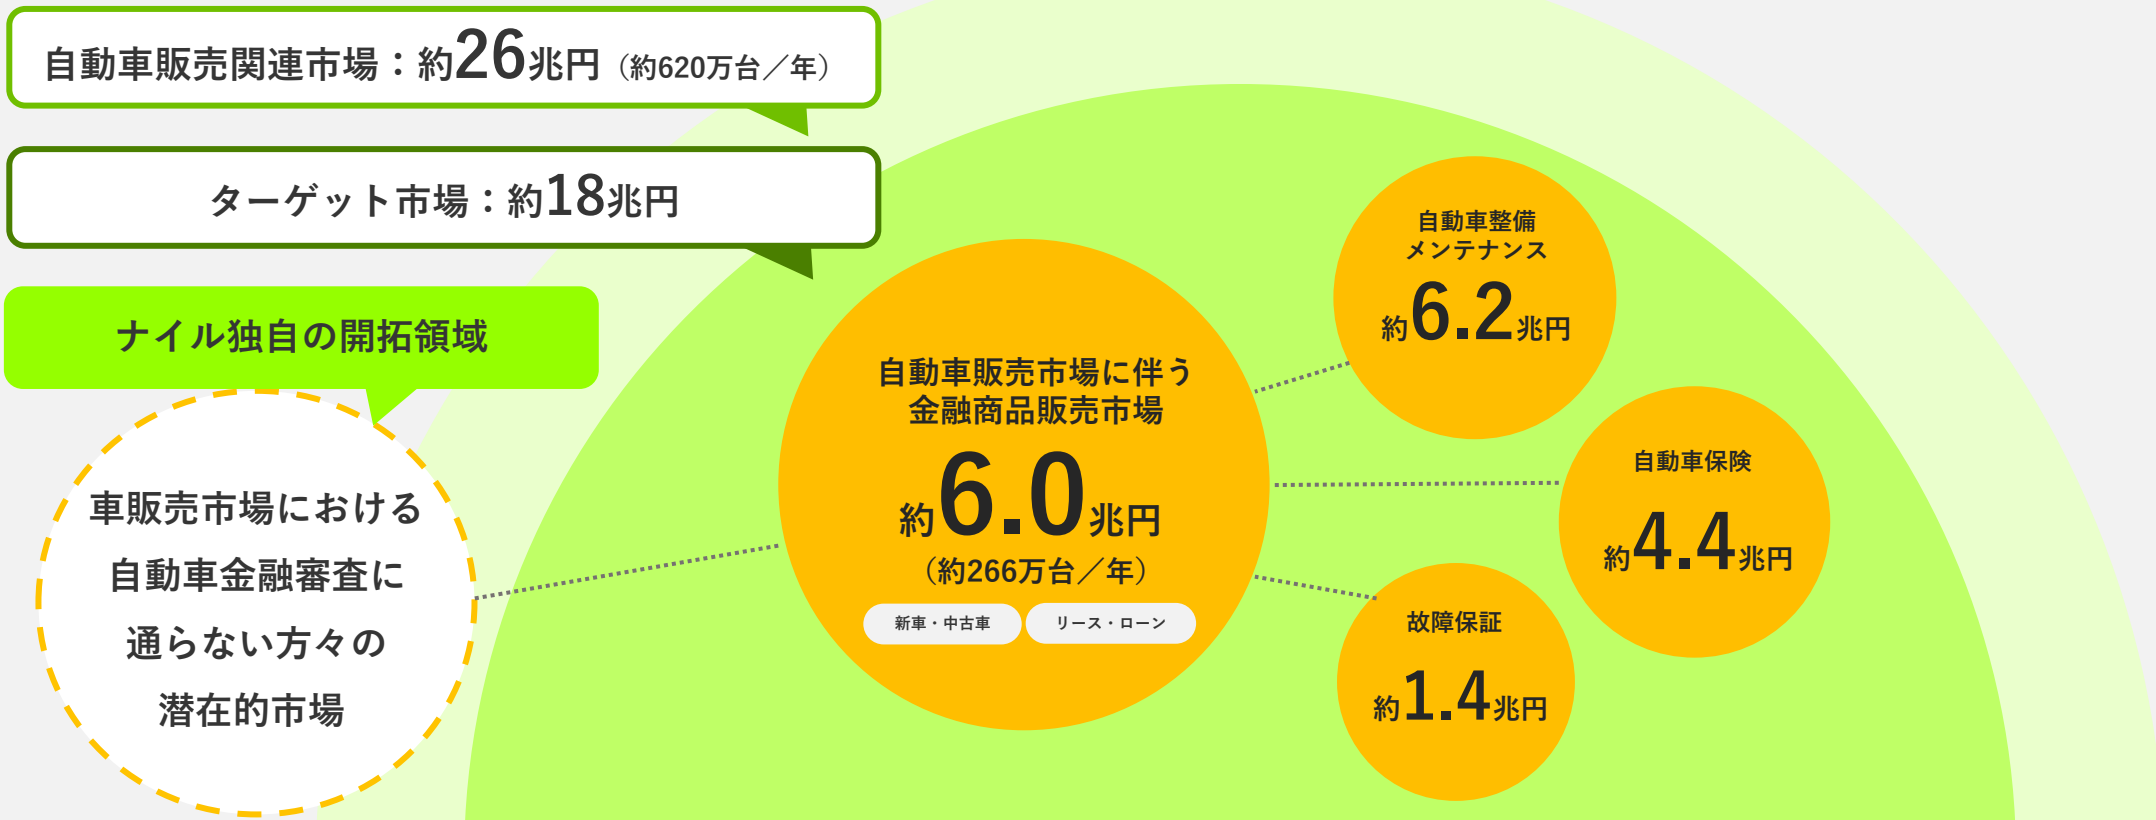 自動車販売関連市場：約26兆円（約620万台／年）
ターゲット市場：約18兆円
ナイル独自の開拓領域
車販売市場における
自動車金融審査に
通らない方々の
潜在的市場
自動車販売市場に伴う
金融商品販売市場
約6.0兆円
（約266万台／年）
新車・中古車
リース・ローン
自動車整備
メンテナンス
約6.2兆円
自動車保険
約4.4兆円
故障保証
約1.4兆円